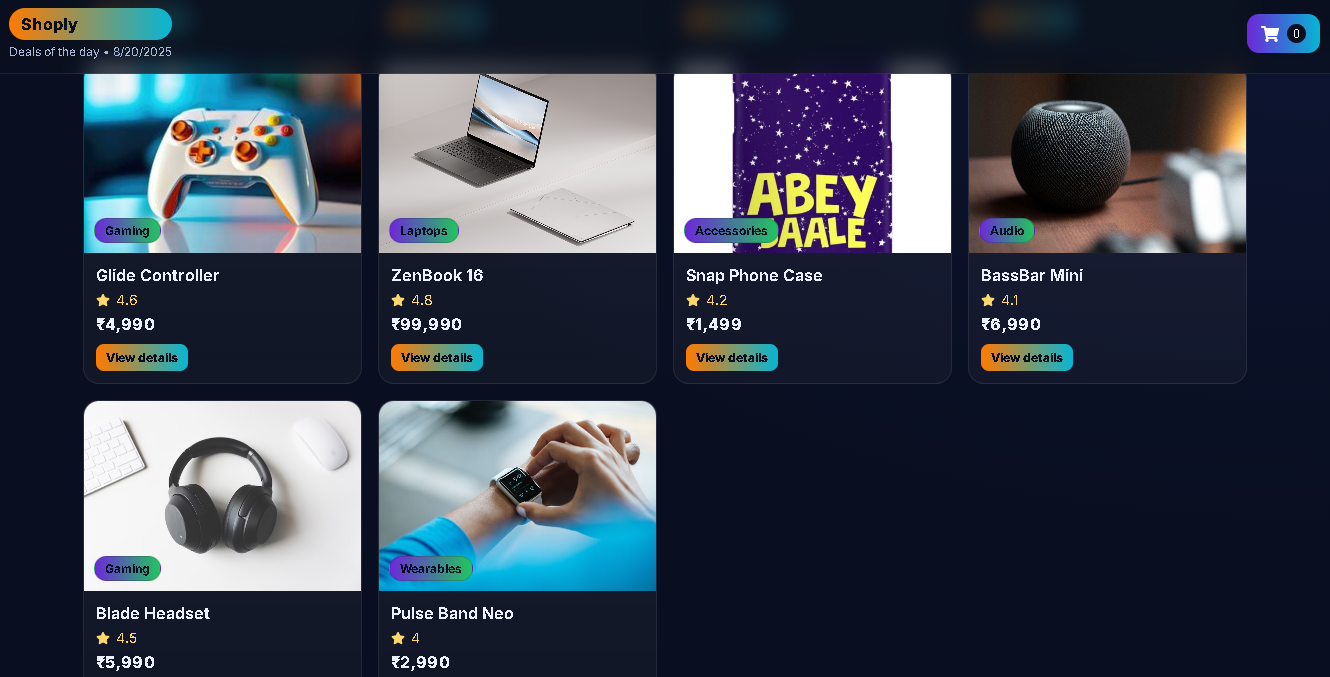 Shoply
Deals of the day • 8/20/2025
0
ABEY
SAALE
Gaming
Laptops
Accessories
Audio
Glide Controller
ZenBook 16
Snap Phone Case
BassBar Mini
4.6
4.8
4.2
4.1
₹4,990
₹99,990
₹1,499
₹6,990
View details
View details
View details
View details
Gaming
Wearables
Blade Headset
Pulse Band Neo
4.5
4
₹5,990
₹2,990